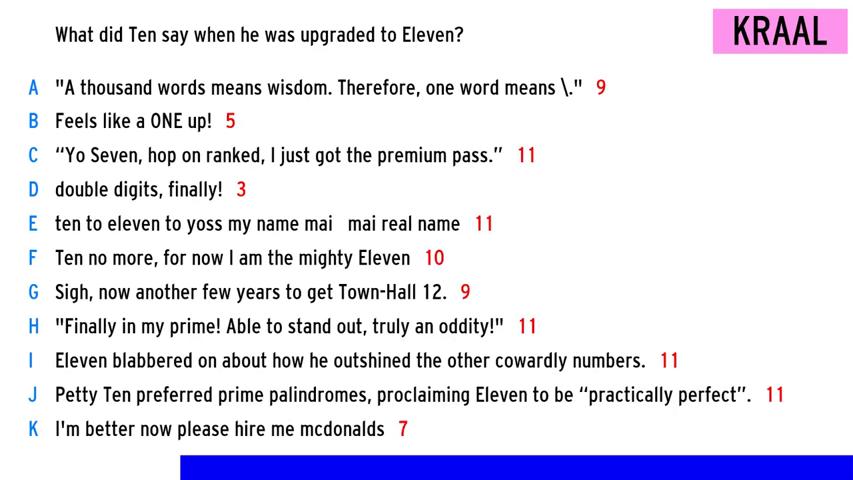 What did Ten say when he was upgraded to Eleven?
KRAAL
A "A thousand words means wisdom. Therefore, one word means \." 9
B Feels like a ONE up! 5
C “Yo Seven, hop on ranked, I just got the premium pass.” 11
D double digits, finally! 3
E ten to eleven to yoss my name mai   mai real name 11
F Ten no more, for now I am the mighty Eleven 10
G Sigh, now another few years to get Town-Hall 12. 9
H "Finally in my prime! Able to stand out, truly an oddity!" 11
I Eleven blabbered on about how he outshined the other cowardly numbers. 11
J Petty Ten preferred prime palindromes, proclaiming Eleven to be “practically perfect”. 11
K I'm better now please hire me mcdonalds 7